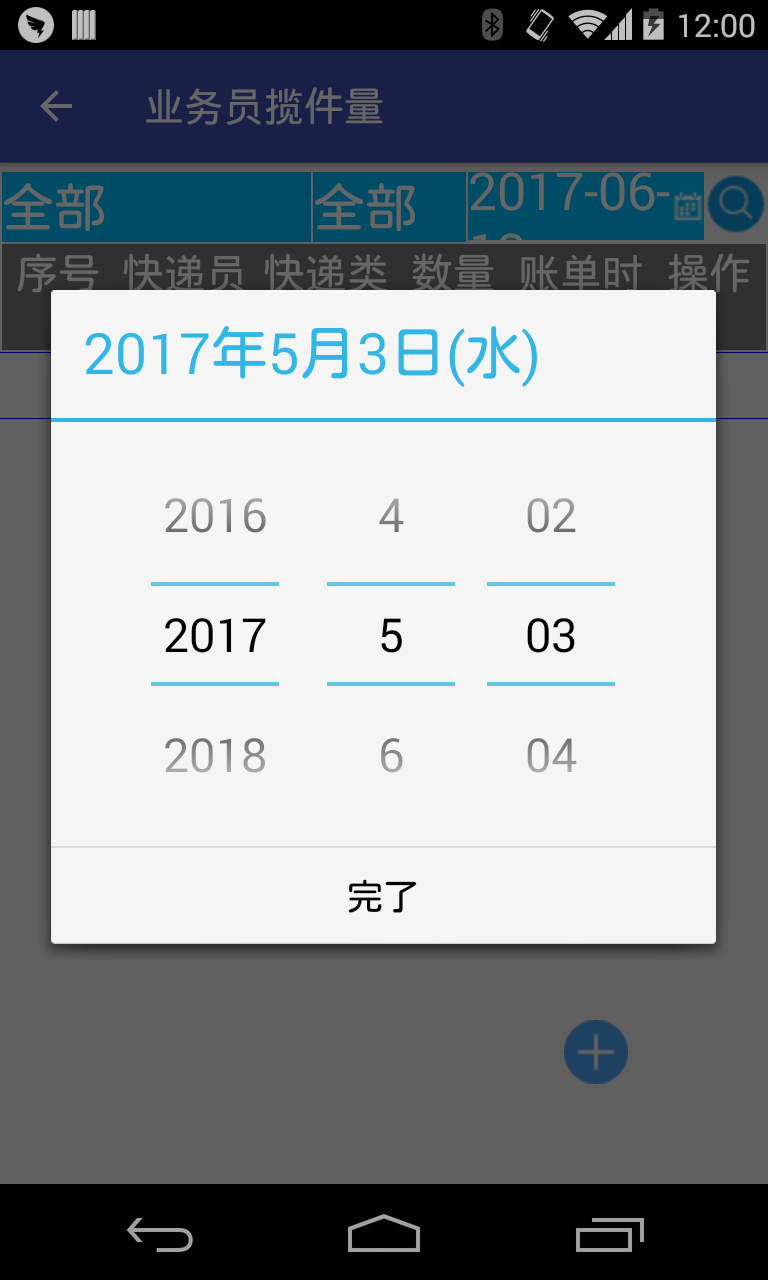 12:00
业务员揽件量
全部 全部 2017-06-
序号 快递员 快递类 数量 账单时 操作
2017年5月3日(水)
2016 4 02
2017 5 03
2018 6 04
完了